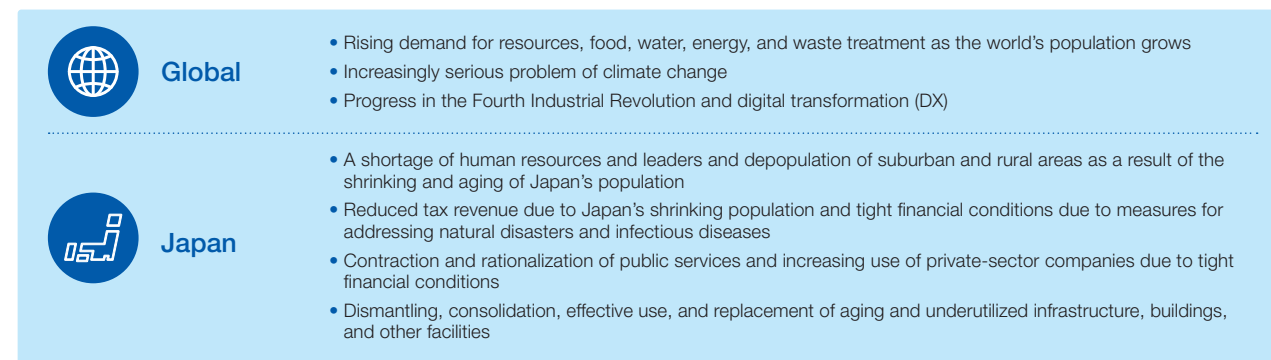 Global
• Rising demand for resources, food, water, energy, and waste treatment as the world's population grows
• Increasingly serious problem of climate change
• Progress in the Fourth Industrial Revolution and digital transformation (DX)
Japan
• A shortage of human resources and leaders and depopulation of suburban and rural areas as a result of the
shrinking and aging of Japan's population
• Reduced tax revenue due to Japan's shrinking population and tight financial conditions due to measures for
addressing natural disasters and infectious diseases
• Contraction and rationalization of public services and increasing use of private-sector companies due to tight
financial conditions
• Dismantling, consolidation, effective use, and replacement of aging and underutilized infrastructure, buildings,
and other facilities